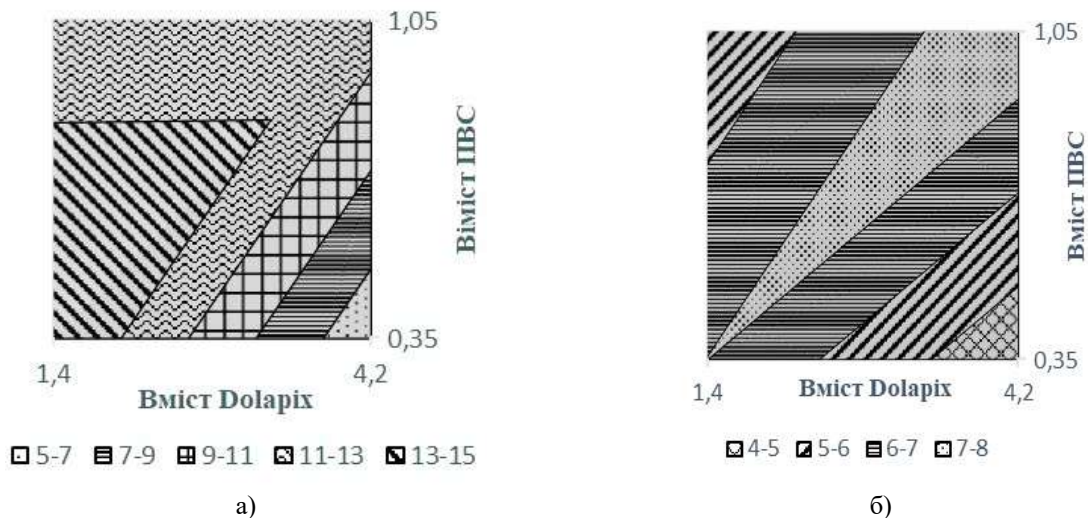 1,05
Віміст ПВС
0,35
1,4
4,2
Вміст Dolapix
5-7 7-9 9-11 11-13 13-15
а)
1,05
Вміст ПВС
0,35
1,4
4,2
Вміст Dolapix
4-5 5-6 6-7 7-8
б)